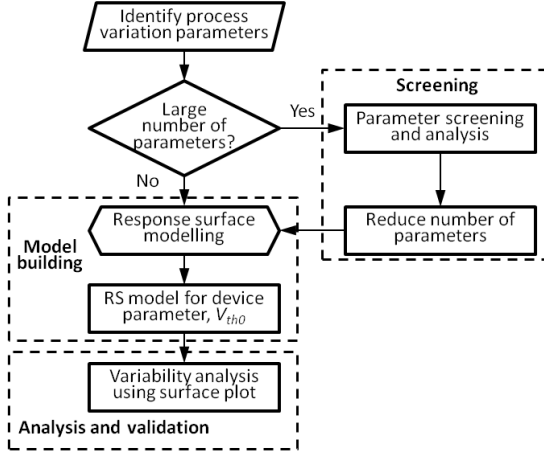 Identify process
variation parameters
Large
number of
parameters?
Yes
No
Screening
Parameter screening
and analysis
Reduce number of
parameters
Model
building
Response surface
modelling
RS model for device
parameter, Vth0
Variability analysis
using surface plot
Analysis and validation